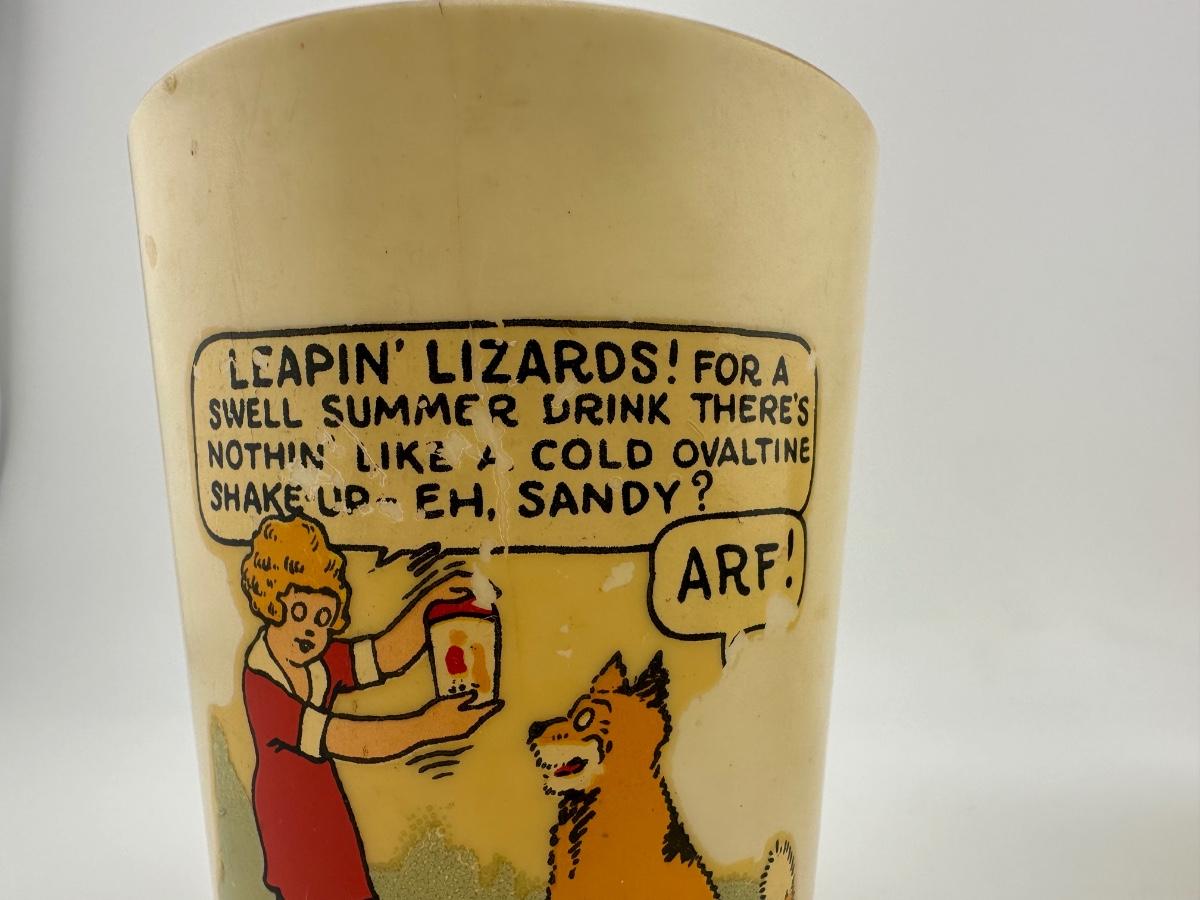 LEAPIN' LIZARDS! FOR A
SWELL SUMMER DRINK THERE'S
NOTHIN' LIKE A COLD OVALTINE
SHAKE-UP - EH, SANDY?
ARF!